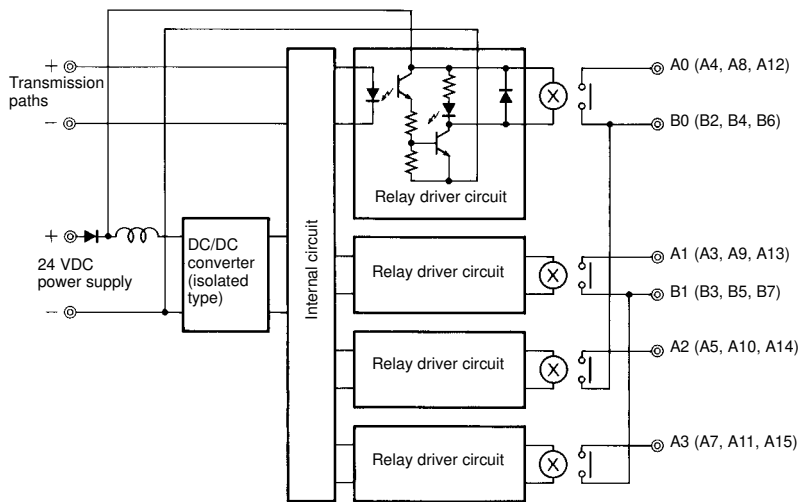 +
Transmission
paths
−
+
24 VDC
power supply
−
DC/DC
converter
(isolated
type)
Internal circuit
Relay driver circuit
X
A0 (A4, A8, A12)
B0 (B2, B4, B6)
Relay driver circuit
X
A1 (A3, A9, A13)
B1 (B3, B5, B7)
Relay driver circuit
X
A2 (A5, A10, A14)
Relay driver circuit
X
A3 (A7, A11, A15)